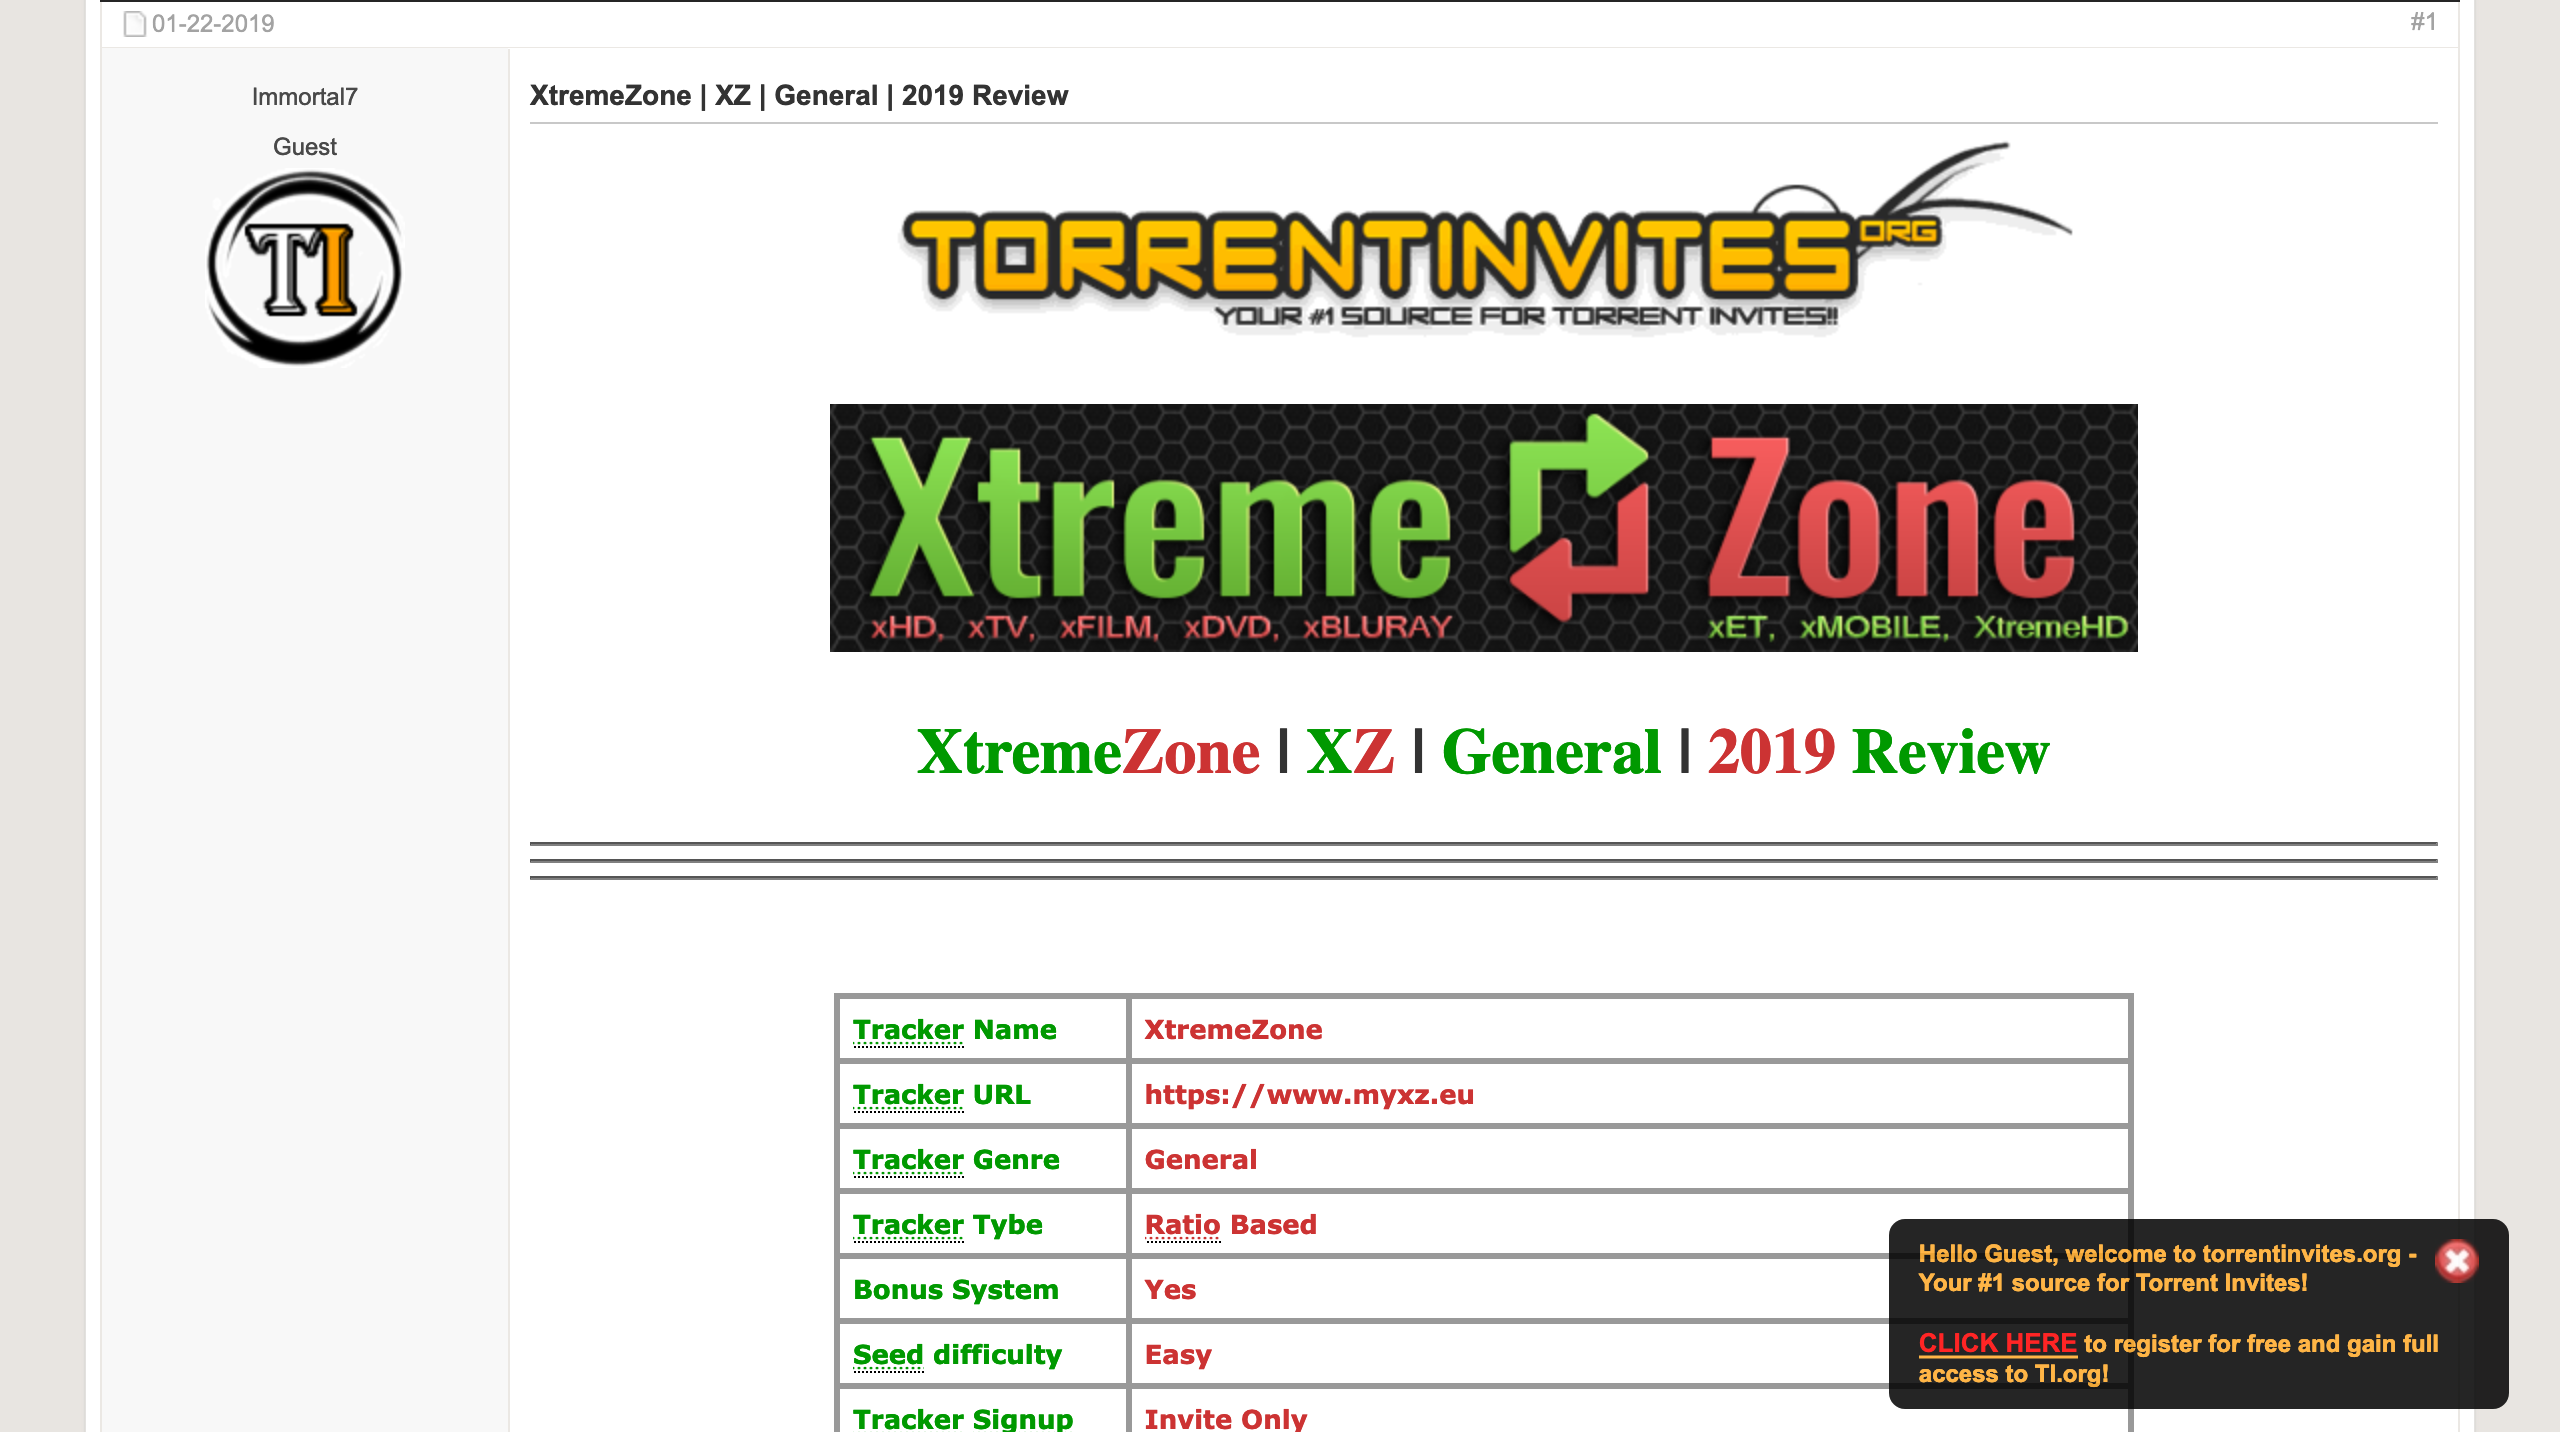 01-22-2019
#1
Immortal7
Guest
TI
XtremeZone | XZ | General | 2019 Review
TORRENTINVITES ORG
YOUR #1 SOURCE FOR TORRENT INVITES!!
Xtreme Zone
xHD, xTV, xFILM, xDVD, xBLURAY
xET, xMOBILE, XtremeHD
XtremeZone | XZ | General | 2019 Review
Tracker Name XtremeZone
Tracker URL https://www.myxz.eu
Tracker Genre General
Tracker Tybe Ratio Based
Bonus System Yes
Seed difficulty Easy
Tracker Signup Invite Only
Hello Guest, welcome to torrentinvites.org -
Your #1 source for Torrent Invites!
CLICK HERE to register for free and gain full
access to TI.org!